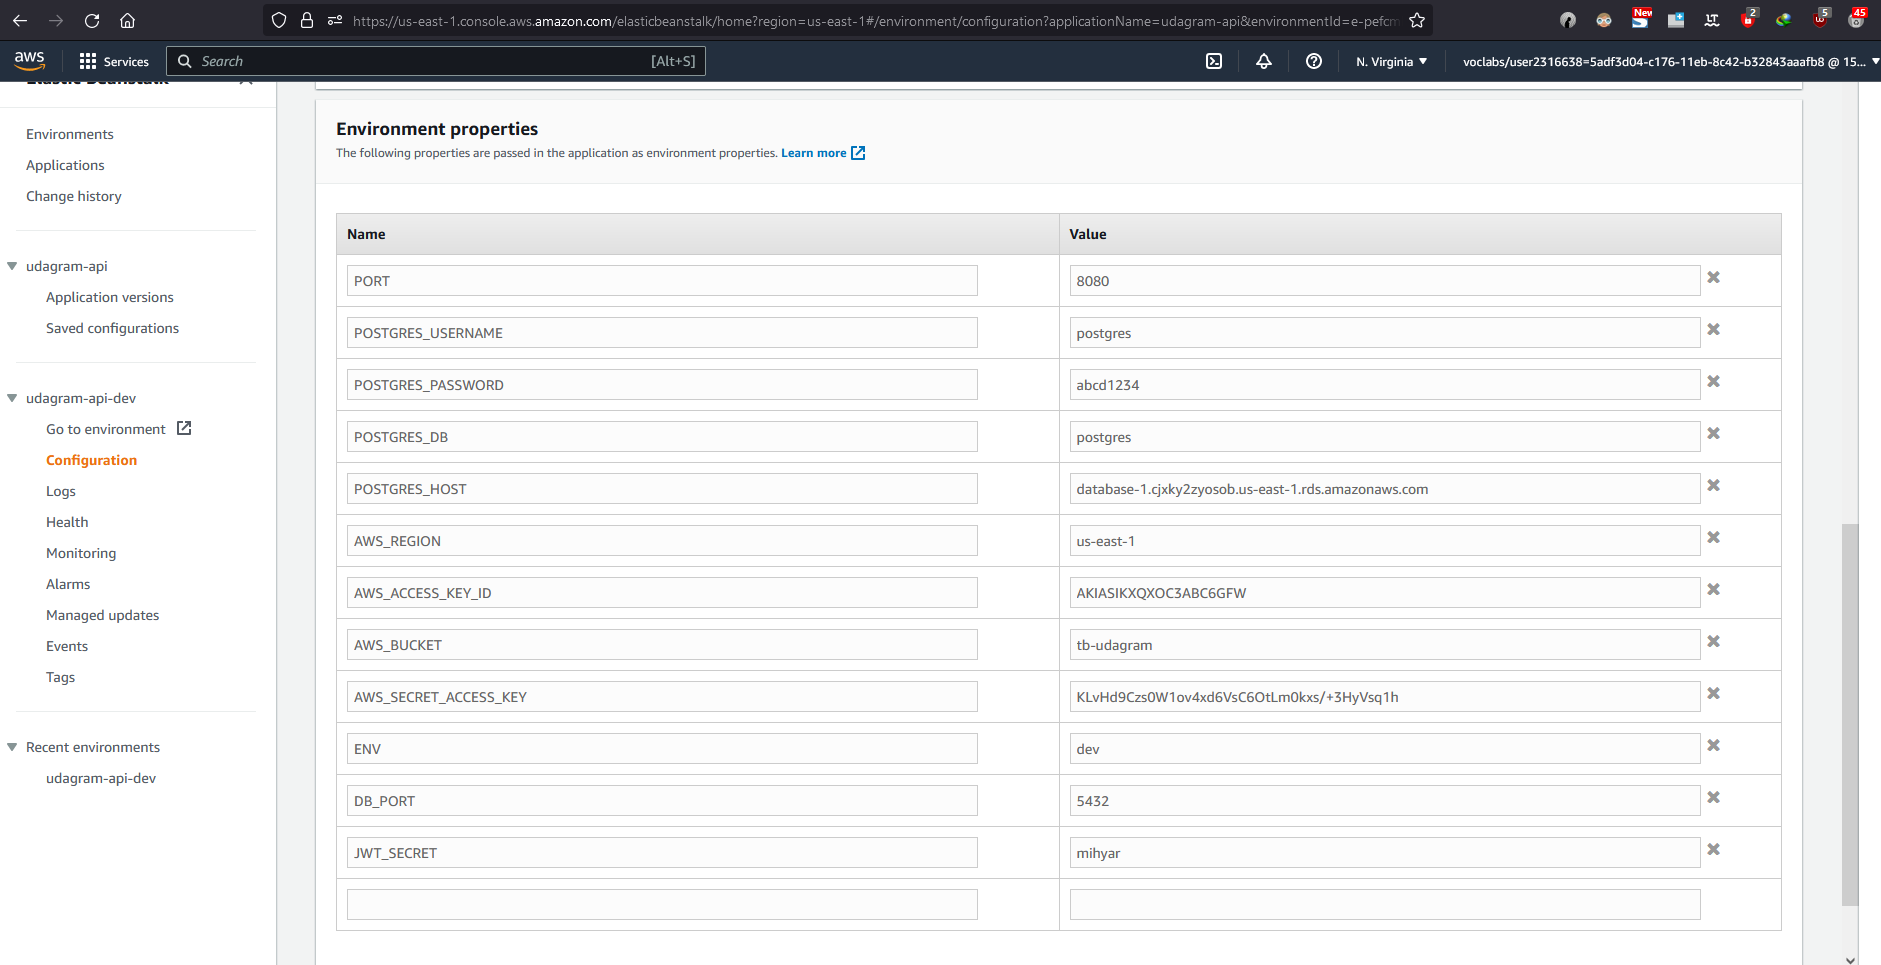 https://us-east-1.console.aws.amazon.com/elasticbeanstalk/home?region=us-east-1#/environment/configuration?applicationName=udagram-api&environmentId=e-pefcm
New
2
5
45
aws
Services
Search
[Alt+S]
N. Virginia
voclabs/user2316638=5adf3d04-c176-11eb-8c42-b32843aaafb8 @ 15...
Elastic Beanstalk
Environments
Applications
Change history
udagram-api
Application versions
Saved configurations
udagram-api-dev
Go to environment
Configuration
Logs
Health
Monitoring
Alarms
Managed updates
Events
Tags
Recent environments
udagram-api-dev
Environment properties
The following properties are passed in the application as environment properties. Learn more
Name Value
PORT 8080
POSTGRES_USERNAME postgres
POSTGRES_PASSWORD abcd1234
POSTGRES_DB postgres
POSTGRES_HOST database-1.cjxky2zyosob.us-east-1.rds.amazonaws.com
AWS_REGION us-east-1
AWS_ACCESS_KEY_ID AKIASIKXQXOC3ABC6GFW
AWS_BUCKET tb-udagram
AWS_SECRET_ACCESS_KEY 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
ENV dev
DB_PORT 5432
JWT_SECRET mihyar